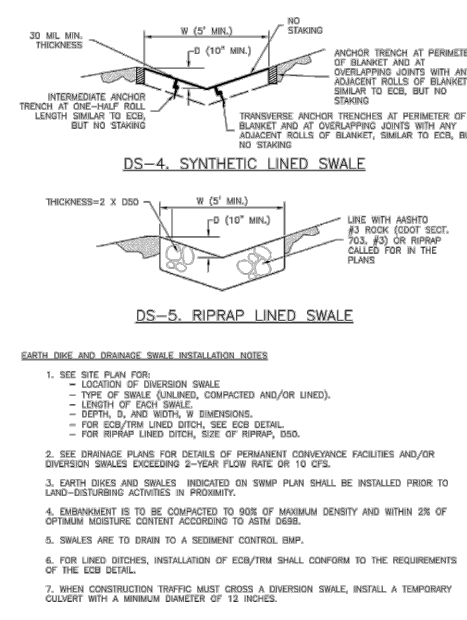 30 MIL MIN.
THICKNESS
W (5' MIN.)
D (10" MIN.)
NO
STAKING
ANCHOR TRENCH AT PERIMETE
OF BLANKET AND AT
OVERLAPPING JOINTS WITH AN
ADJACENT ROLLS OF BLANKET
SIMILAR TO ECB, BUT NO
STAKING
INTERMEDIATE ANCHOR
TRENCH AT ONE-HALF ROLL
LENGTH SIMILAR TO ECB,
BUT NO STAKING
TRANSVERSE ANCHOR TRENCHES AT PERIMETER OF
BLANKET AND AT OVERLAPPING JOINTS WITH ANY
ADJACENT ROLLS OF BLANKET, SIMILAR TO ECB, B
NO STAKING
DS-4. SYNTHETIC LINED SWALE
THICKNESS=2 X D50
W (5' MIN.)
D (10" MIN.)
LINE WITH AASHTO
#3 ROCK (CDOT SECT.
703, #3) OR RIPRAP
CALLED FOR IN THE
PLANS
DS-5. RIPRAP LINED SWALE
EARTH DIKE AND DRAINAGE SWALE INSTALLATION NOTES
1. SEE SITE PLAN FOR:
- LOCATION OF DIVERSION SWALE
- TYPE OF SWALE (UNLINED, COMPACTED AND/OR LINED).
- LENGTH OF EACH SWALE.
- DEPTH, D, AND WIDTH, W DIMENSIONS.
- FOR ECB/TRM LINED DITCH, SEE ECB DETAIL.
- FOR RIPRAP LINED DITCH, SIZE OF RIPRAP, D50.
2. SEE DRAINAGE PLANS FOR DETAILS OF PERMANENT CONVEYANCE FACILITIES AND/OR
DIVERSION SWALES EXCEEDING 2-YEAR FLOW RATE OR 10 CFS.
3. EARTH DIKES AND SWALES INDICATED ON SWMP PLAN SHALL BE INSTALLED PRIOR TO
LAND-DISTURBING ACTIVITIES IN PROXIMITY.
4. EMBANKMENT IS TO BE COMPACTED TO 90% OF MAXIMUM DENSITY AND WITHIN 2% OF
OPTIMUM MOISTURE CONTENT ACCORDING TO ASTM D698.
5. SWALES ARE TO DRAIN TO A SEDIMENT CONTROL BMP.
6. FOR LINED DITCHES, INSTALLATION OF ECB/TRM SHALL CONFORM TO THE REQUIREMENTS
OF THE ECB DETAIL.
7. WHEN CONSTRUCTION TRAFFIC MUST CROSS A DIVERSION SWALE, INSTALL A TEMPORARY
CULVERT WITH A MINIMUM DIAMETER OF 12 INCHES.